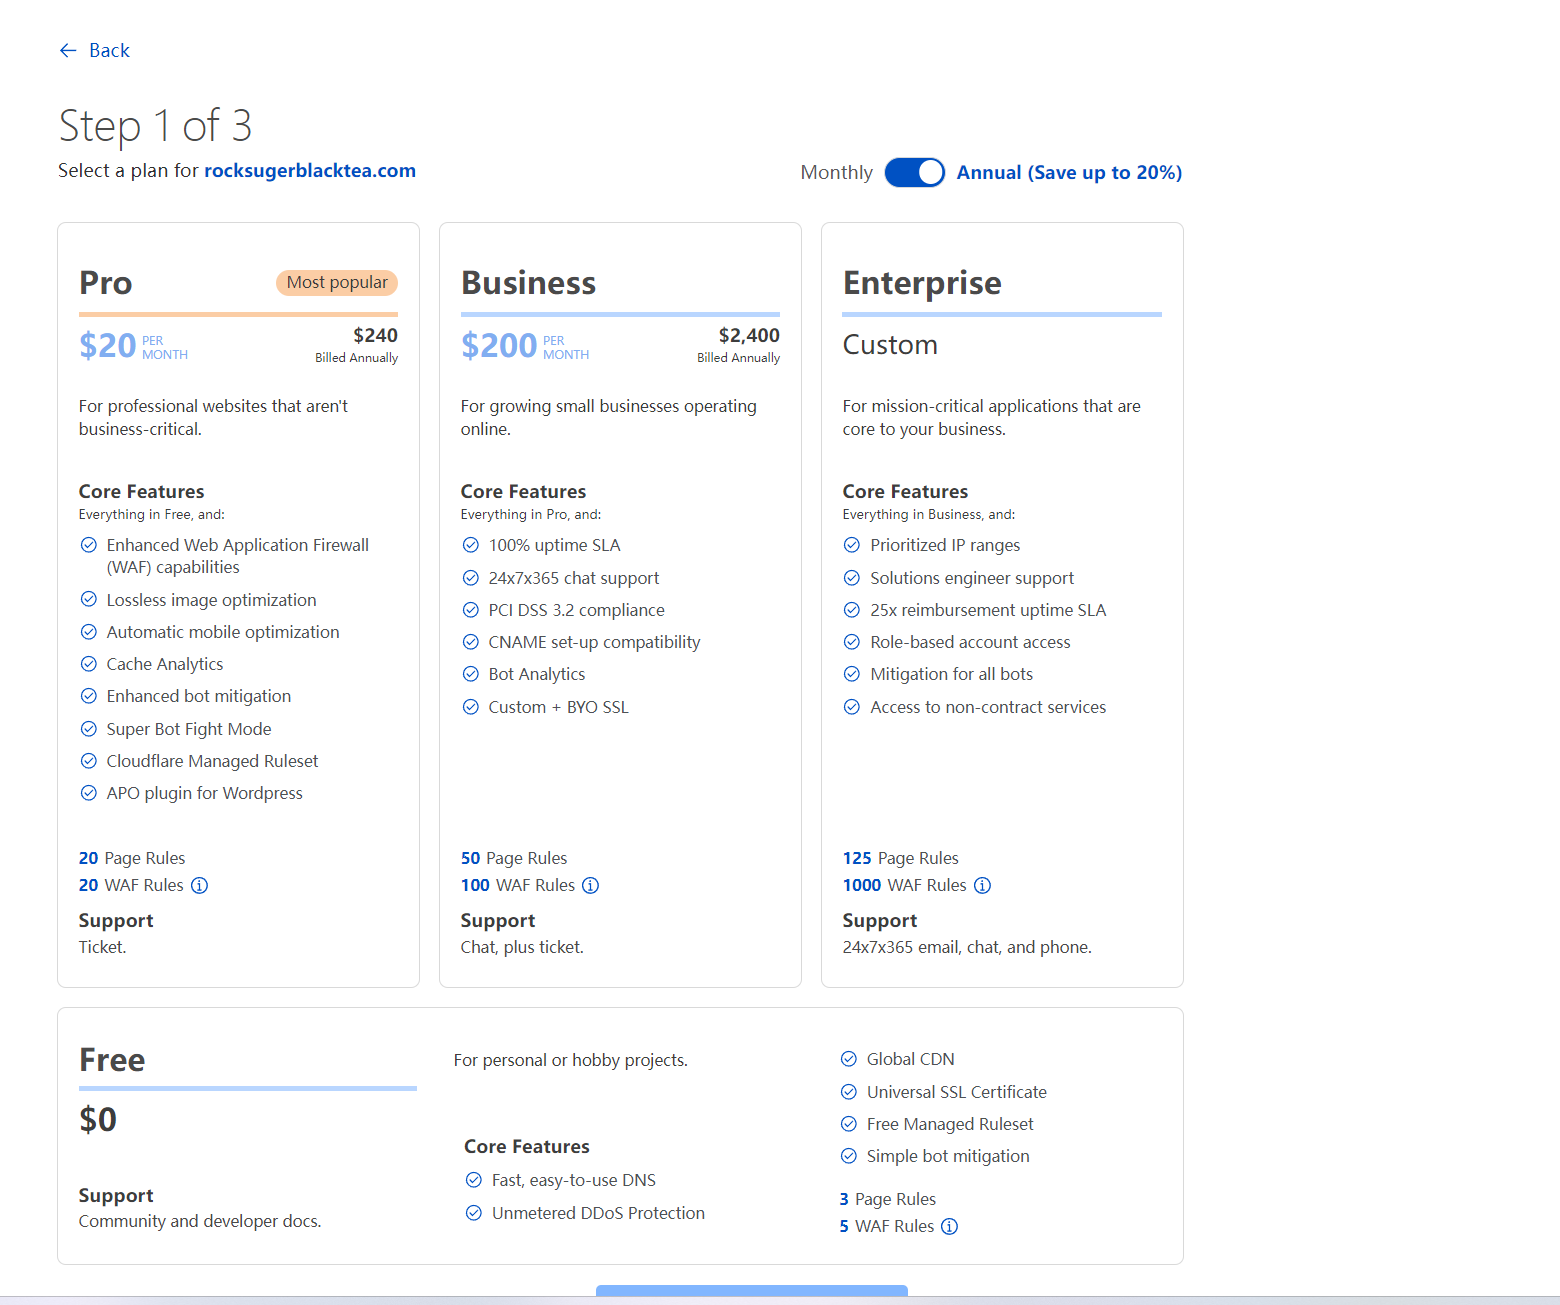 Back
Step 1 of 3
Select a plan for rocksugerblacktea.com
Monthly Annual (Save up to 20%)
Pro
Most popular
$20 PER MONTH
$240
Billed Annually
For professional websites that aren't
business-critical.
Core Features
Everything in Free, and:
Enhanced Web Application Firewall
(WAF) capabilities
Lossless image optimization
Automatic mobile optimization
Cache Analytics
Enhanced bot mitigation
Super Bot Fight Mode
Cloudflare Managed Ruleset
APO plugin for Wordpress
20 Page Rules
20 WAF Rules
Support
Ticket.
Business
$200 PER MONTH
$2,400
Billed Annually
For growing small businesses operating
online.
Core Features
Everything in Pro, and:
100% uptime SLA
24x7x365 chat support
PCI DSS 3.2 compliance
CNAME set-up compatibility
Bot Analytics
Custom + BYO SSL
50 Page Rules
100 WAF Rules
Support
Chat, plus ticket.
Enterprise
Custom
For mission-critical applications that are
core to your business.
Core Features
Everything in Business, and:
Prioritized IP ranges
Solutions engineer support
25x reimbursement uptime SLA
Role-based account access
Mitigation for all bots
Access to non-contract services
125 Page Rules
1000 WAF Rules
Support
24x7x365 email, chat, and phone.
Free
$0
Support
Community and developer docs.
For personal or hobby projects.
Core Features
Fast, easy-to-use DNS
Unmetered DDoS Protection
Global CDN
Universal SSL Certificate
Free Managed Ruleset
Simple bot mitigation
3 Page Rules
5 WAF Rules